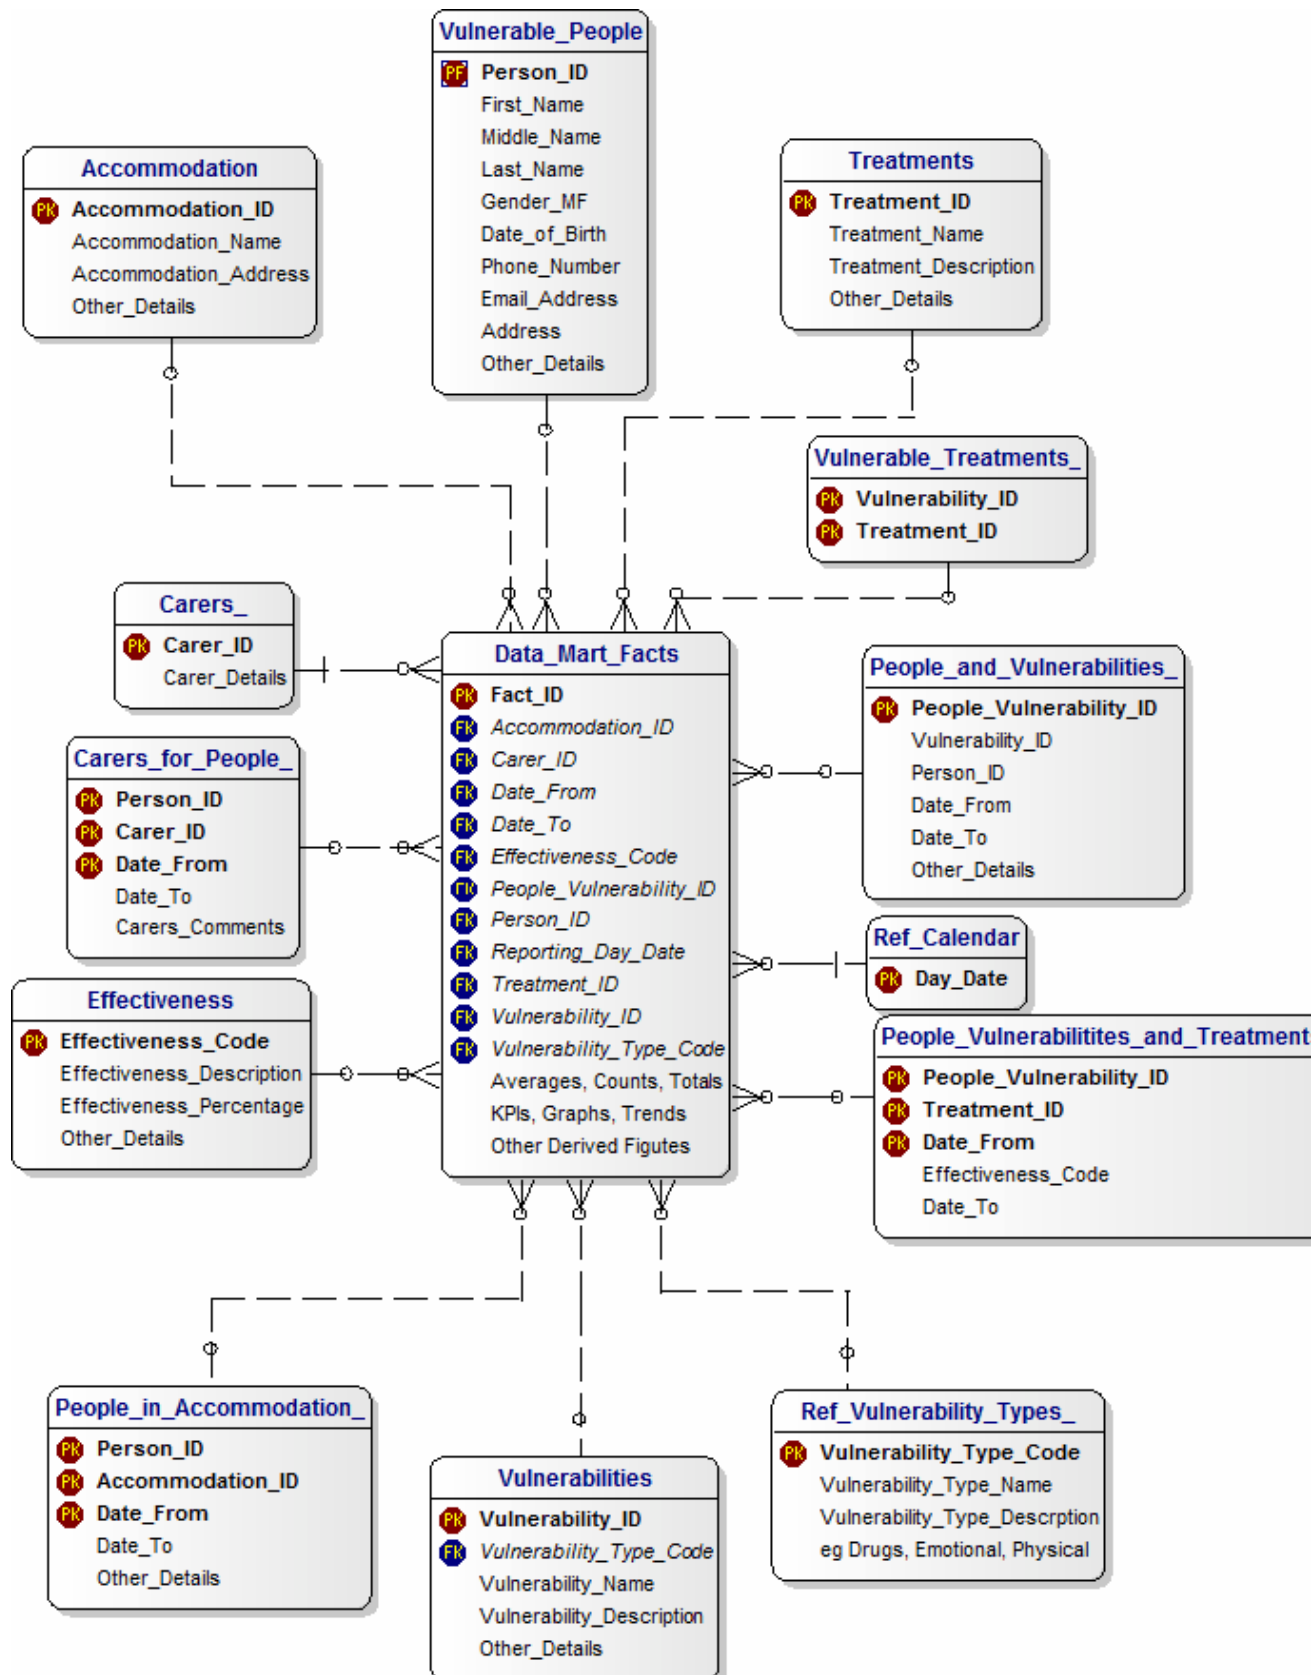 Vulnerable_People
PF Person_ID
First_Name
Middle_Name
Last_Name
Gender_MF
Date_of_Birth
Phone_Number
Email_Address
Address
Other_Details
Accommodation
PK Accommodation_ID
Accommodation_Name
Accommodation_Address
Other_Details
Treatments
PK Treatment_ID
Treatment_Name
Treatment_Description
Other_Details
Vulnerable_Treatments_
PK Vulnerability_ID
PK Treatment_ID
Carers_
PK Carer_ID
Carer_Details
Data_Mart_Facts
PK Fact_ID
FK Accommodation_ID
FK Carer_ID
FK Date_From
FK Date_To
FK Effectiveness_Code
FK People_Vulnerability_ID
FK Person_ID
FK Reporting_Day_Date
FK Treatment_ID
FK Vulnerability_ID
FK Vulnerability_Type_Code
Averages, Counts, Totals
KPIs, Graphs, Trends
Other Derived Figutes
People_and_Vulnerabilities_
PK People_Vulnerability_ID
Vulnerability_ID
Person_ID
Date_From
Date_To
Other_Details
Carers_for_People_
PK Person_ID
PK Carer_ID
PK Date_From
Date_To
Carers_Comments
Ref_Calendar
PK Day_Date
Effectiveness
PK Effectiveness_Code
Effectiveness_Description
Effectiveness_Percentage
Other_Details
People_Vulnerabilitites_and_Treatments
PK People_Vulnerability_ID
PK Treatment_ID
PK Date_From
Effectiveness_Code
Date_To
People_in_Accommodation_
PK Person_ID
PK Accommodation_ID
PK Date_From
Date_To
Other_Details
Vulnerabilities
PK Vulnerability_ID
FK Vulnerability_Type_Code
Vulnerability_Name
Vulnerability_Description
Other_Details
Ref_Vulnerability_Types_
PK Vulnerability_Type_Code
Vulnerability_Type_Name
Vulnerability_Type_Descrption
eg Drugs, Emotional, Physical